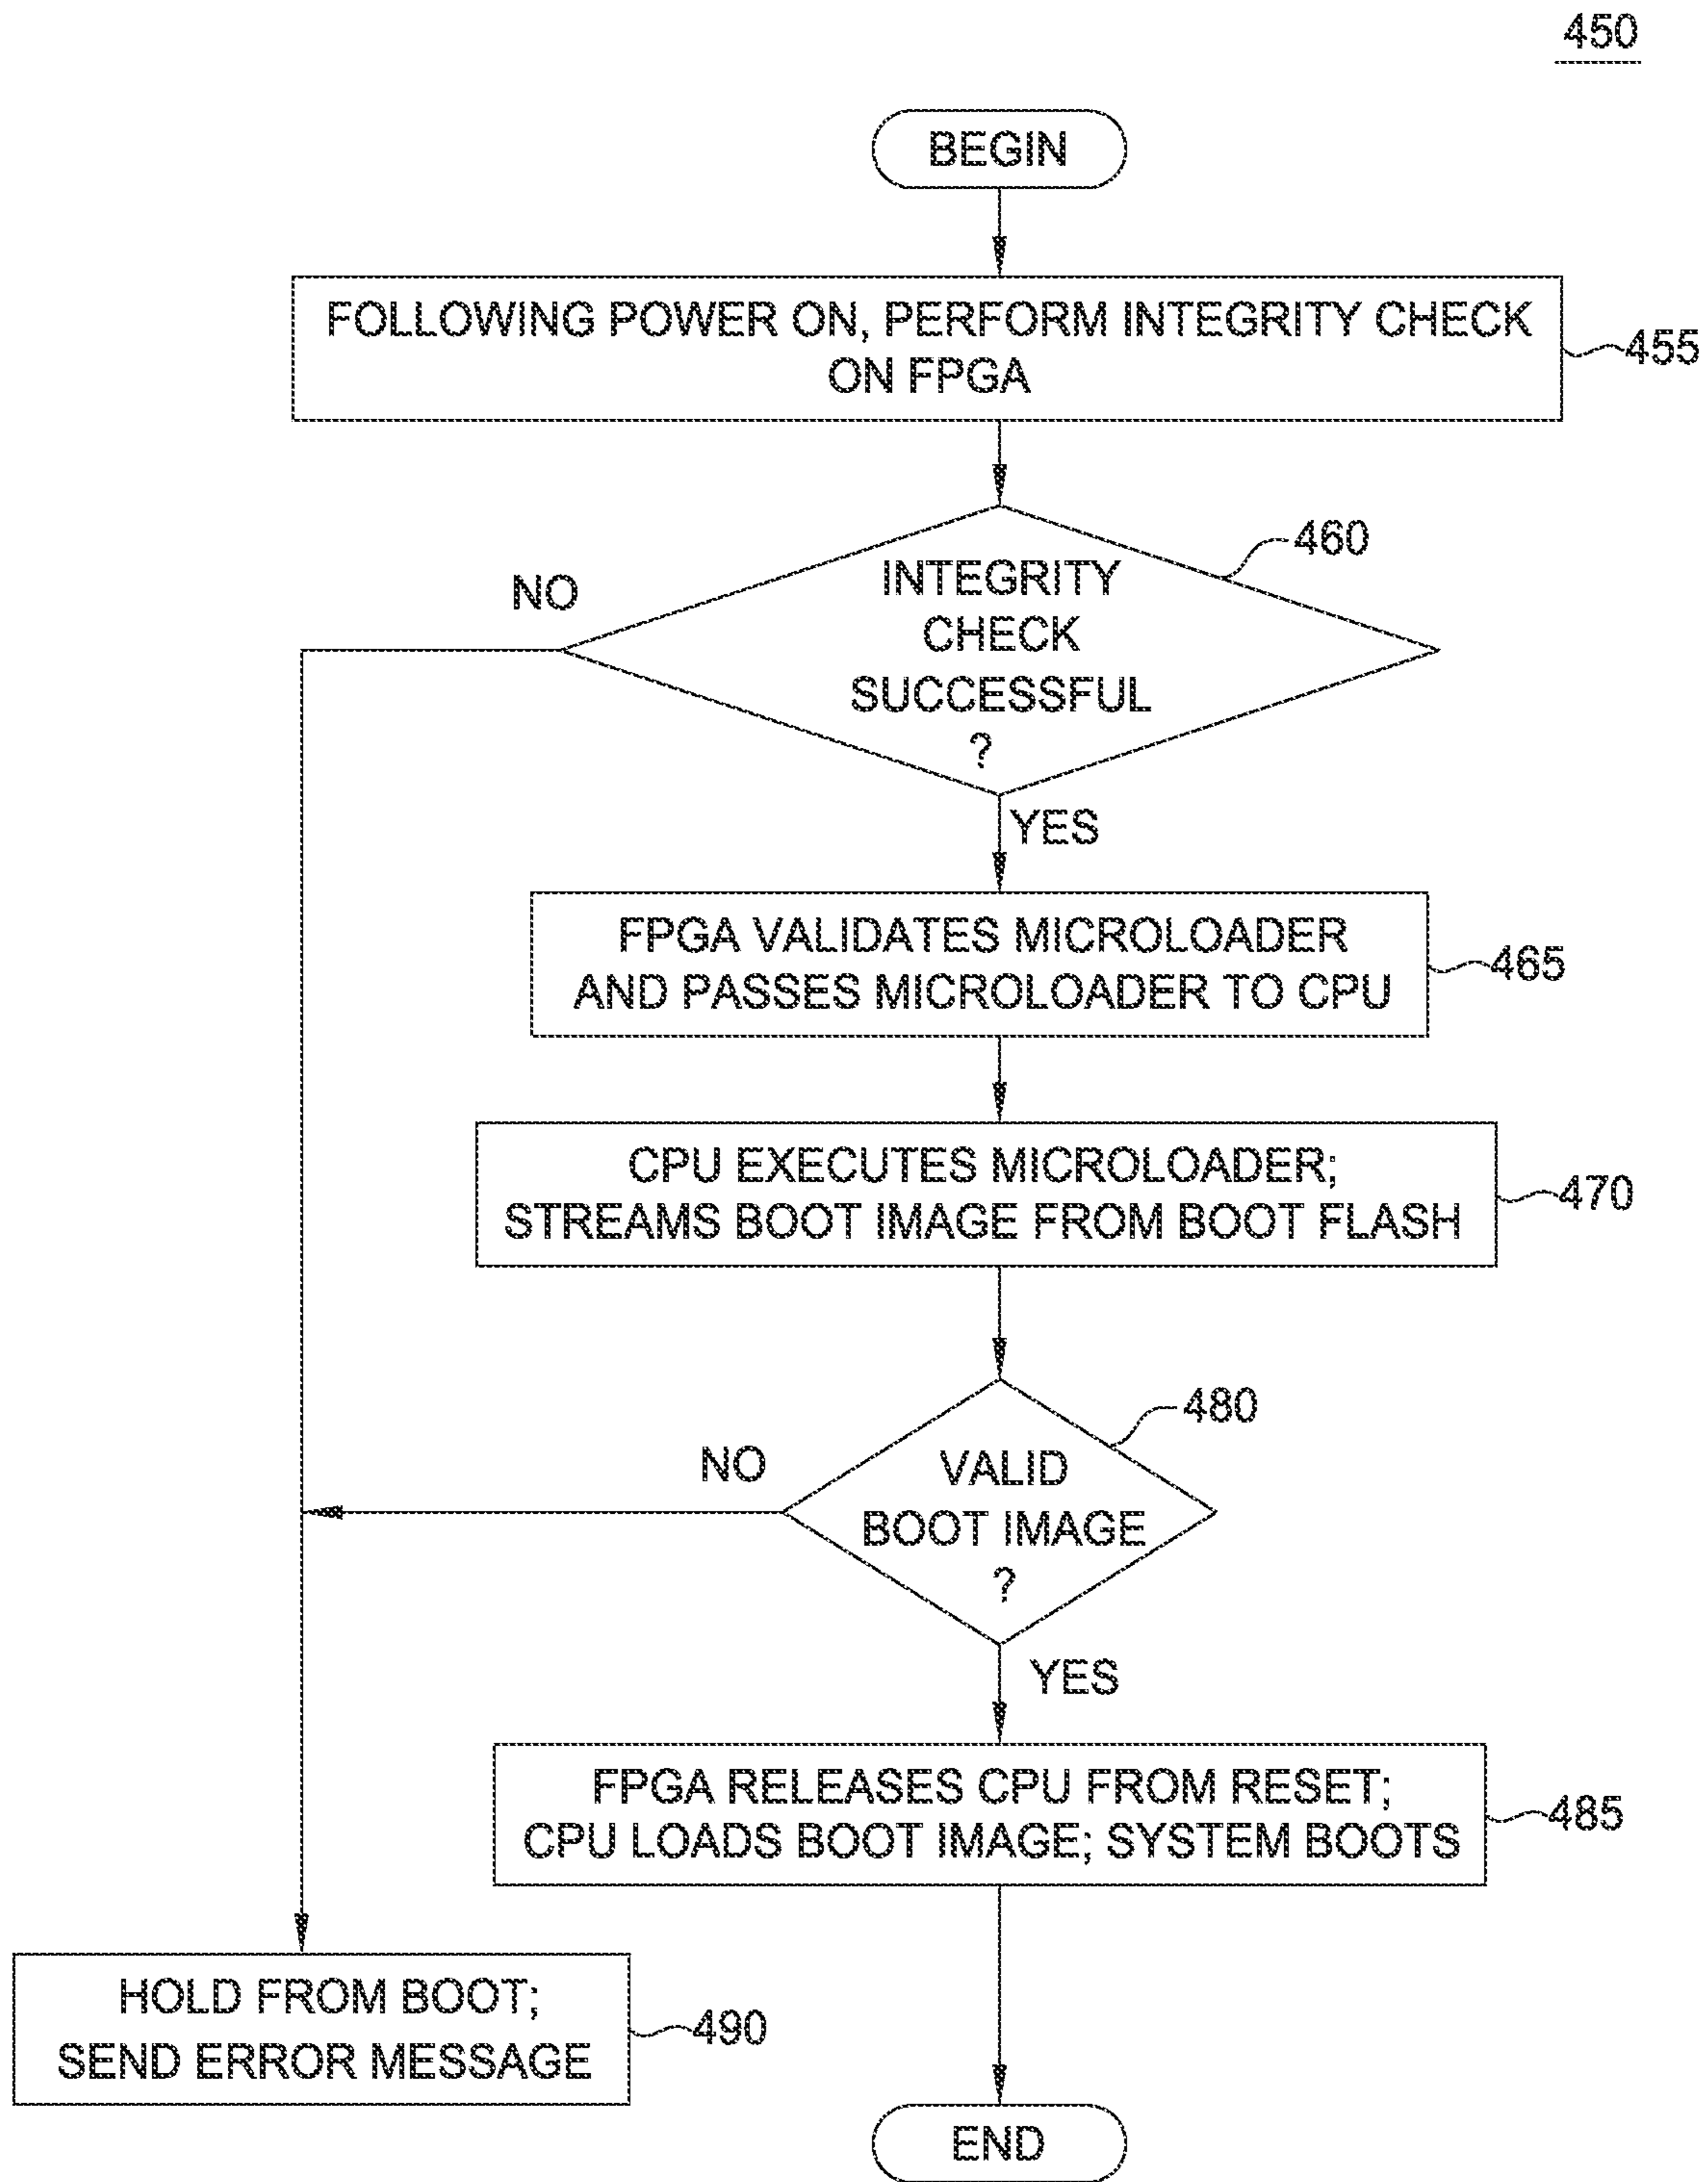 450
BEGIN
FOLLOWING POWER ON, PERFORM INTEGRITY CHECK
ON FPGA
455
460
NO
INTEGRITY
CHECK
SUCCESSFUL
?
YES
FPGA VALIDATES MICROLOADER
AND PASSES MICROLOADER TO CPU
465
CPU EXECUTES MICROLOADER;
STREAMS BOOT IMAGE FROM BOOT FLASH
470
480
NO
VALID
BOOT IMAGE
?
YES
FPGA RELEASES CPU FROM RESET;
CPU LOADS BOOT IMAGE; SYSTEM BOOTS
485
HOLD FROM BOOT;
SEND ERROR MESSAGE
490
END